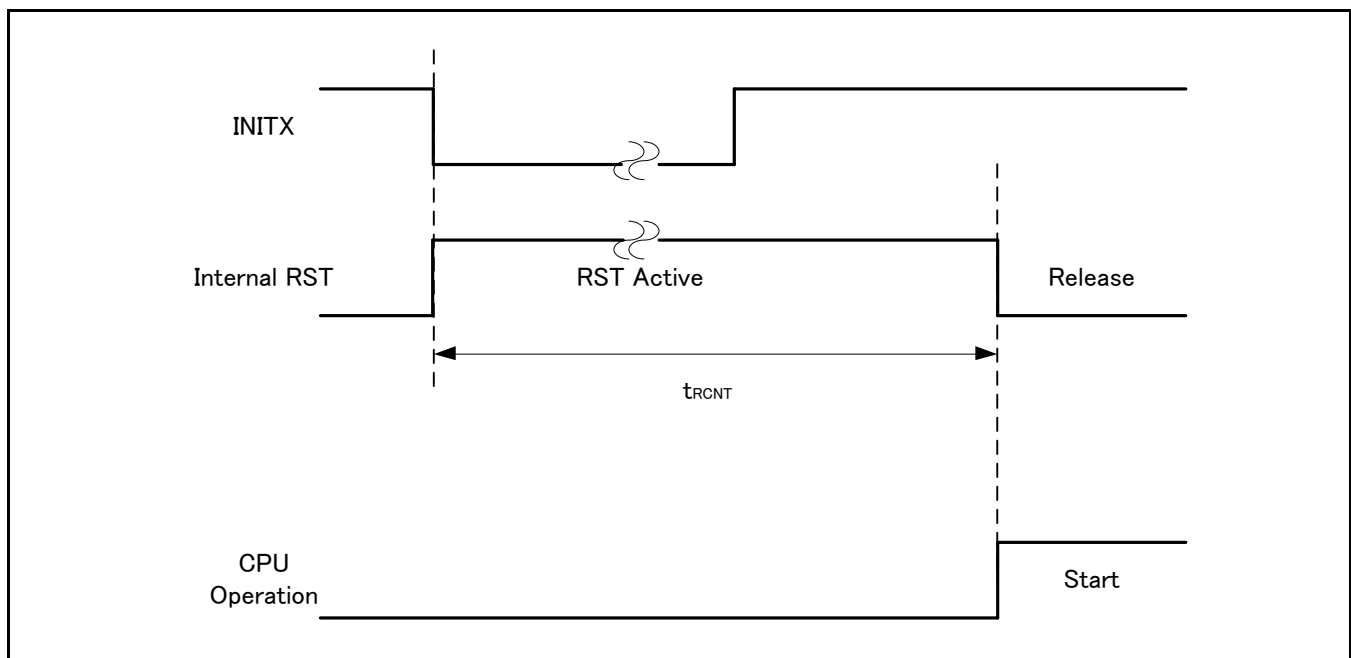 INITX
Internal RST
RST Active
Release
tRCNT
CPU
Operation
Start